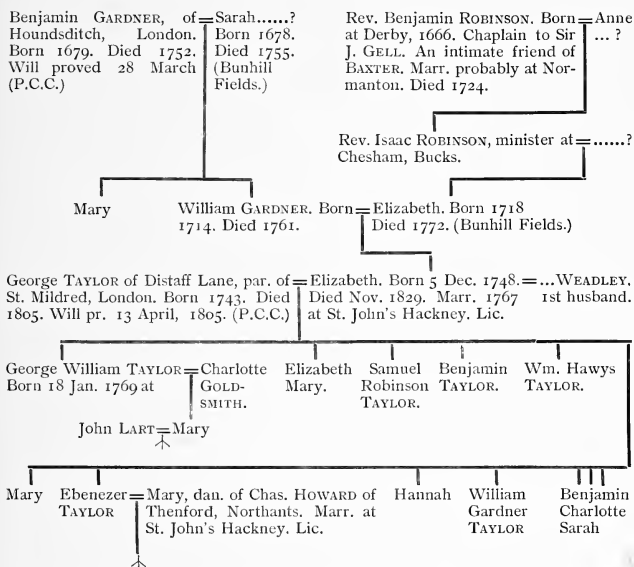 Benjamin GARDNER, of = Sarah......?
Houndsditch, London. Born 1678.
Born 1679. Died 1752. Died 1755.
Will proved 28 March (Bunhill
(P.C.C.) Fields.)
Rev. Benjamin ROBINSON. Born = Anne
at Derby, 1666. Chaplain to Sir ... ?
J. GELL. An intimate friend of
BAXTER. Marr. probably at Nor-
manton. Died 1724.
Rev. Isaac ROBINSON, minister at = ......?
Chesham, Bucks.
Mary William GARDNER. Born = Elizabeth. Born 1718
1714. Died 1761. Died 1772. (Bunhill Fields.)
George TAYLOR of Distaff Lane, par. of = Elizabeth. Born 5 Dec. 1748. = ...WEADLEY,
St. Mildred, London. Born 1743. Died Died Nov. 1829. Marr. 1767 1st husband.
1805. Will pr. 13 April, 1805. (P.C.C.) at St. John's Hackney. Lic.
George William TAYLOR = Charlotte Elizabeth Samuel Benjamin Wm. Hawys
Born 18 Jan. 1769 at GOLD- Mary. Robinson TAYLOR. TAYLOR.
SMITH. TAYLOR.
John LART = Mary
Mary Ebenezer = Mary, dau. of Chas. HOWARD of Hannah William Benjamin
TAYLOR Thenford, Northants. Marr. at Gardner Charlotte
St. John's Hackney. Lic. TAYLOR Sarah